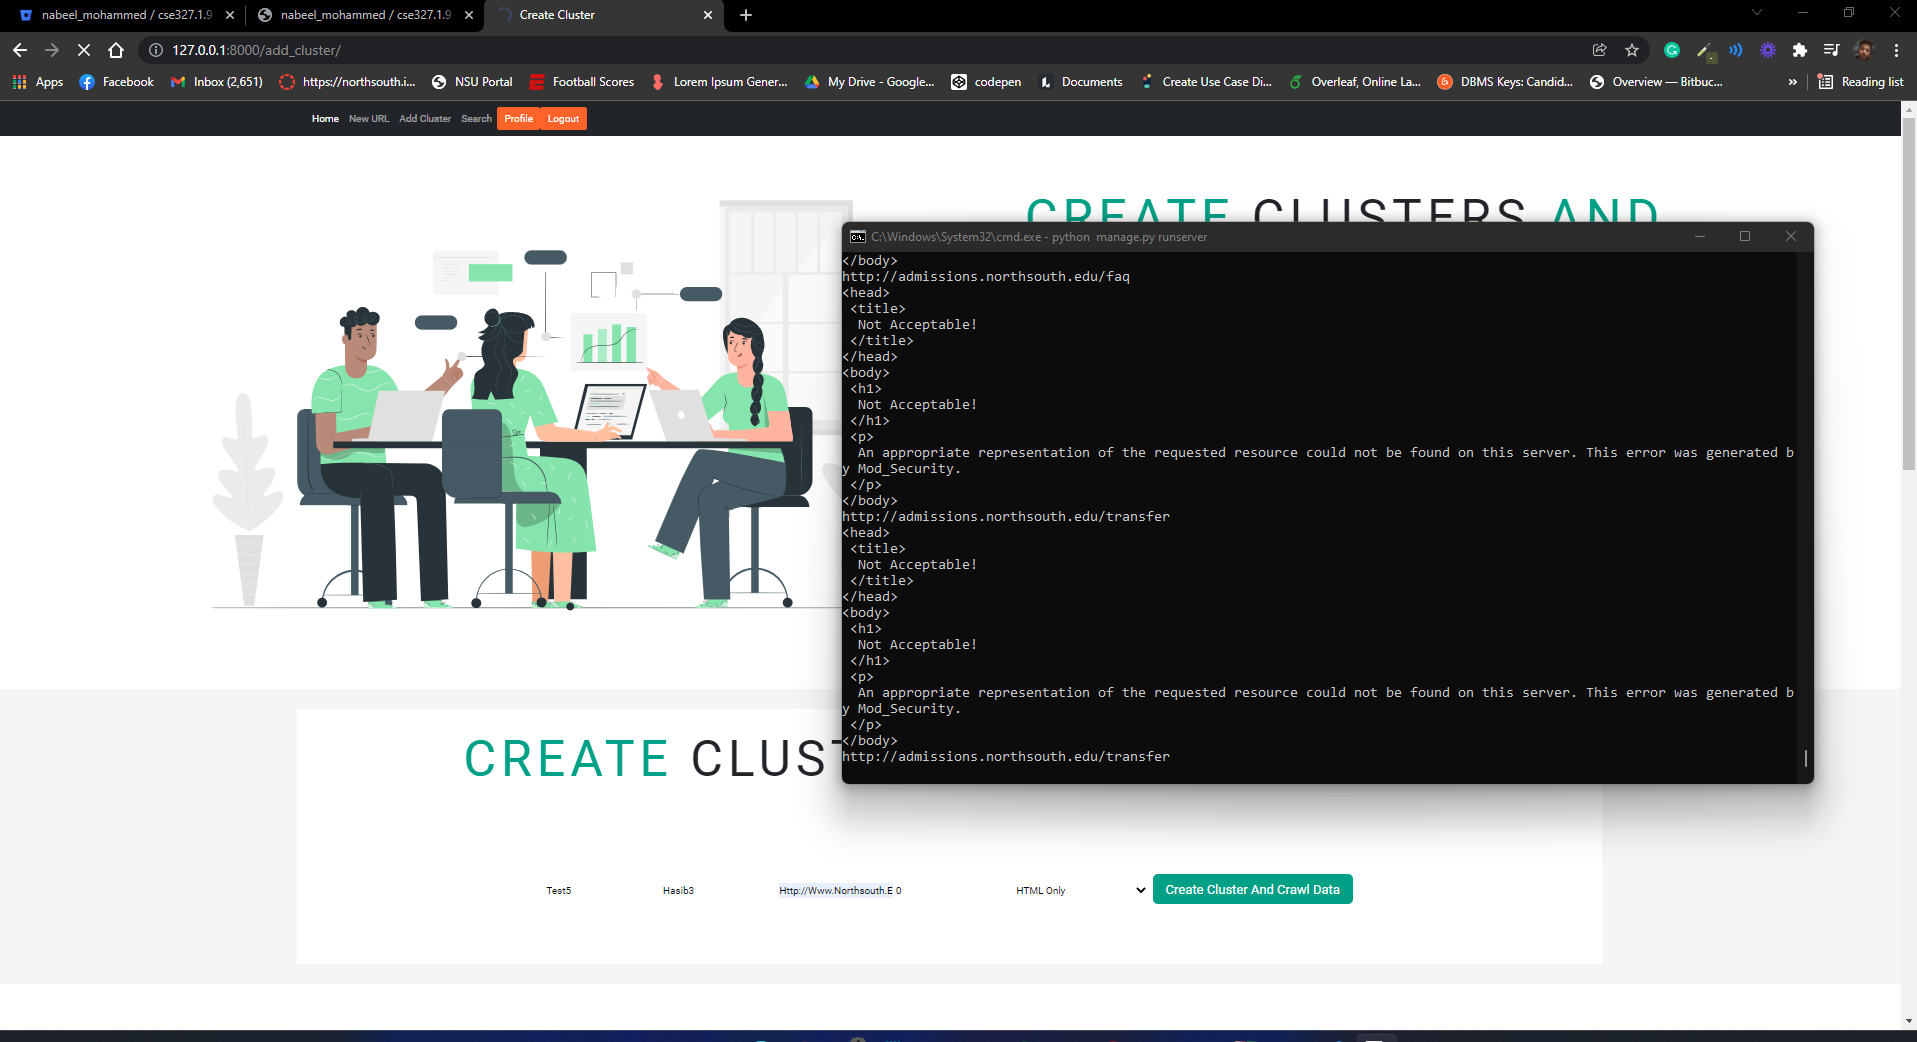 nabeel_mohammed / cse327.1.9
nabeel_mohammed / cse327.1.9
Create Cluster
127.0.0.1:8000/add_cluster/
Apps
Facebook
Inbox (2,651)
https://northsouth.i...
NSU Portal
Football Scores
Lorem Ipsum Gener...
My Drive - Google...
codepen
Documents
Create Use Case Di...
Overleaf, Online La...
DBMS Keys: Candid...
Overview — Bitbuc...
»
Reading list
Home New URL Add Cluster Search Profile Logout
CREATE CLUSTERS AND
C:\Windows\System32\cmd.exe - python  manage.py runserver
</body>
http://admissions.northsouth.edu/faq
<head>
<title>
Not Acceptable!
</title>
</head>
<body>
<h1>
Not Acceptable!
</h1>
<p>
An appropriate representation of the requested resource could not be found on this server. This error was generated b
y Mod_Security.
</p>
</body>
http://admissions.northsouth.edu/transfer
<head>
<title>
Not Acceptable!
</title>
</head>
<body>
<h1>
Not Acceptable!
</h1>
<p>
An appropriate representation of the requested resource could not be found on this server. This error was generated b
y Mod_Security.
</p>
</body>
http://admissions.northsouth.edu/transfer
CREATE CLUST
Test5 Hasib3 Http://Www.Northsouth.E 0 HTML Only Create Cluster And Crawl Data